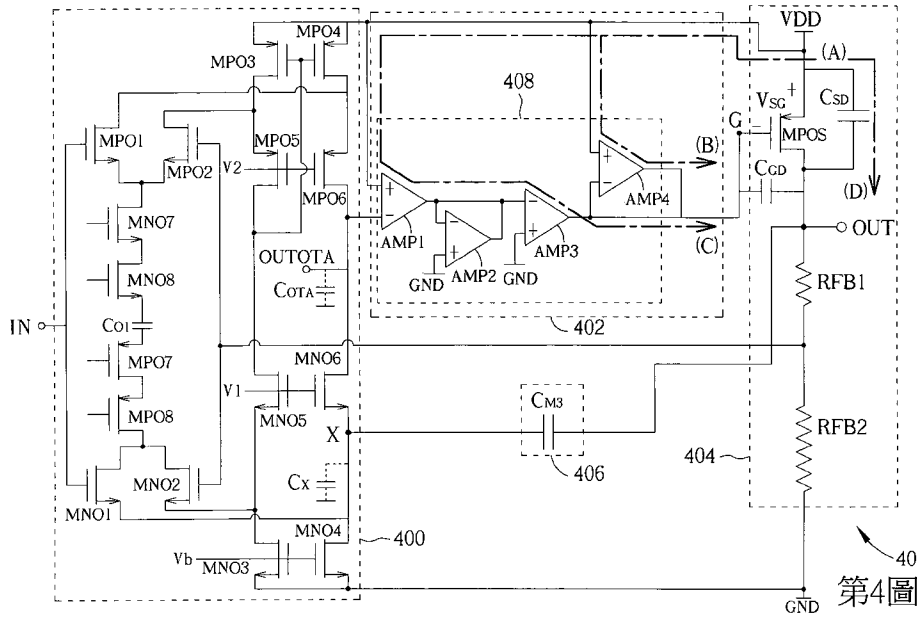 VDD
MPO4
MPO3
(A)
408
VSG +
CSD
G −
MPOS
MPO1
MPO2
MPO5
V2
MPO6
(B)
CGD
(D)
AMP4
+
−
AMP1
−
+
AMP2
−
+
AMP3
+
−
(C)
OUT
GND
GND
MNO7
OUTOTA
COTA
402
RFB1
MNO8
CO1
IN
MNO6
MPO7
V1
MNO5
CM3
MPO8
X
RFB2
406
404
MNO2
CX
MNO1
MNO4
400
Vb
MNO3
40
GND
第4圖